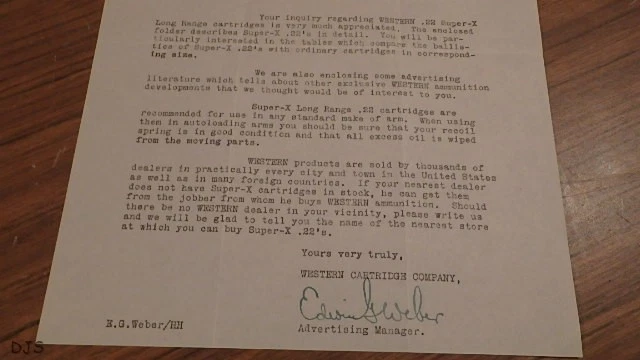 Your inquiry regarding WESTERN .22 Super-X
Long Range cartridges is very much appreciated. The enclosed
folder describes Super-X .22's in detail. You will be par-
ticularly interested in the tables which compare the ballis-
tics of Super-X .22's with ordinary cartridges in correspond-
ing size.
We are also enclosing some advertising
literature which tells about other exclusive WESTERN ammunition
developments that we thought would be of interest to you.
Super-X Long Range .22 cartridges are
recommended for use in any standard make of arm. When using
them in autoloading arms you should be sure that your recoil
spring is in good condition and that all excess oil is wiped
from the moving parts.
WESTERN products are sold by thousands of
dealers in practically every city and town in the United States
as well as in many foreign countries. If your nearest dealer
does not have Super-X cartridges in stock, he can get them
from the jobber from whom he buys WESTERN ammunition. Should
there be no WESTERN dealer in your vicinity, please write us
and we will be glad to tell you the name of the nearest store
at which you can buy Super-X .22's.
Yours very truly,
WESTERN CARTRIDGE COMPANY,
Edwin G Weber
E.G.Weber/HH
Advertising Manager.
DJS